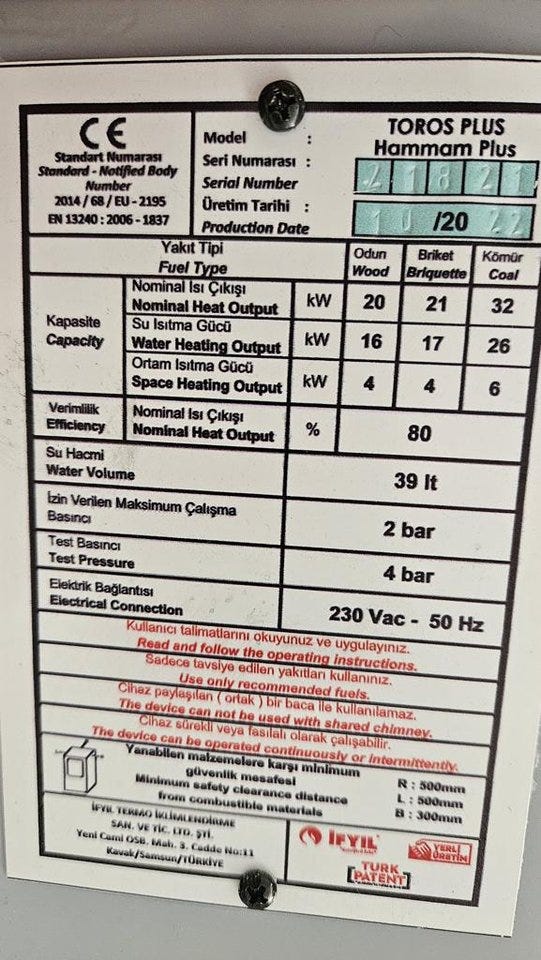 CE
Standart Numarası
Standard - Notified Body
Number
2014 / 68 / EU - 2195
EN 13240 : 2006 - 1837
Model : TOROS PLUS
Hammam Plus
Seri Numarası : 21821
Serial Number
Üretim Tarihi : 10 /20 22
Production Date
Yakıt Tipi
Fuel Type
Odun
Wood
Briket
Briquette
Kömür
Coal
Kapasite
Capacity
Nominal Isı Çıkışı
Nominal Heat Output
kW 20 21 32
Su Isıtma Gücü
Water Heating Output
kW 16 17 26
Ortam Isıtma Gücü
Space Heating Output
kW 4 4 6
Verimlilik
Efficiency
Nominal Isı Çıkışı
Nominal Heat Output
% 80
Su Hacmi
Water Volume
39 lt
İzin Verilen Maksimum Çalışma
Basıncı
2 bar
Test Basıncı
Test Pressure
4 bar
Elektrik Bağlantısı
Electrical Connection
230 Vac - 50 Hz
Kullanıcı talimatlarını okuyunuz ve uygulayınız.
Read and follow the operating instructions.
Sadece tavsiye edilen yakıtları kullanınız.
Use only recommended fuels.
Cihaz paylaşılan ( ortak ) bir baca ile kullanılamaz.
The device can not be used with shared chimney.
Cihaz sürekli veya fasılalı olarak çalışabilir.
The device can be operated continuously or intermittently.
Yanabilen malzemelere karşı minimum
güvenlik mesafesi
Minimum safety clearance distance
from combustible materials
R : 500mm
L : 500mm
B : 300mm
İFYIL TERMO İKLİMLENDİRME
SAN. VE TİC. LTD. ŞTİ.
Yeni Cami OSB. Mah. 3. Cadde No:11
Kavak/Samsun/TÜRKİYE
İFYIL
YERLİ
ÜRETİM
TURK
PATENT